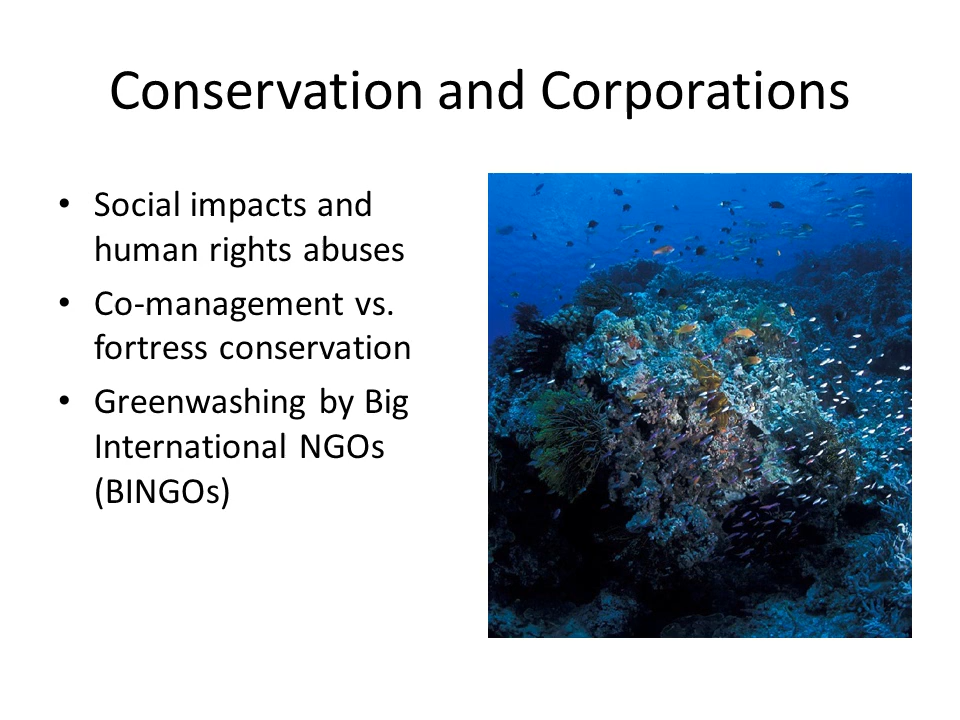 Conservation and Corporations
• Social impacts and
human rights abuses
• Co-management vs.
fortress conservation
• Greenwashing by Big
International NGOs
(BINGOs)